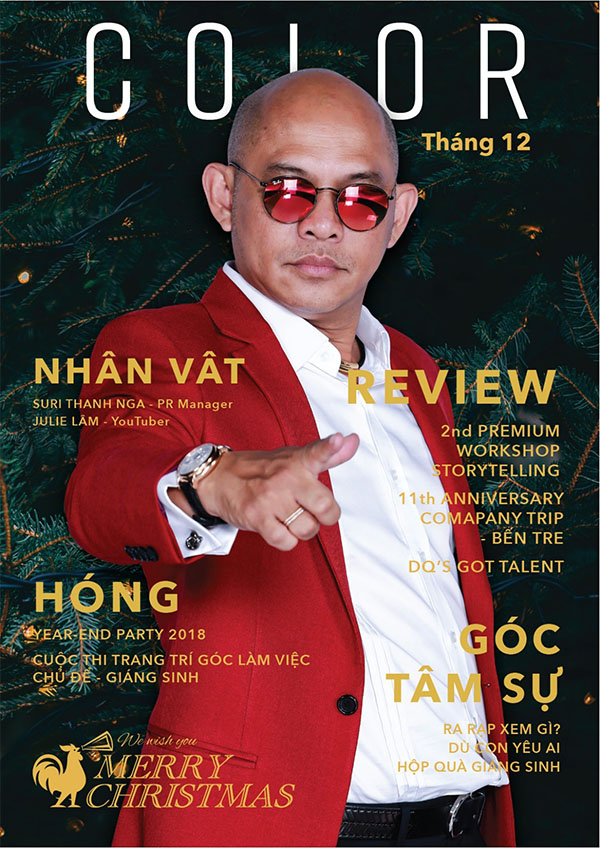 COLOR
Tháng 12
NHÂN VÂT
SURI THANH NGA - PR Manager
JULIE LÂM - YouTuber
REVIEW
2nd PREMIUM
WORKSHOP
STORYTELLING
11th ANNIVERSARY
COMAPANY TRIP
- BẾN TRE
DQ'S GOT TALENT
HÓNG
YEAR-END PARTY 2018
CUỘC THI TRANG TRÍ GÓC LÀM VIỆC
CHỦ ĐỀ - GIÁNG SINH
GÓC
TÂM SỰ
RA RẠP XEM GÌ?
DÙ CON YÊU AI
HỘP QUÀ GIÁNG SINH
We wish you
MERRY
CHRISTMAS